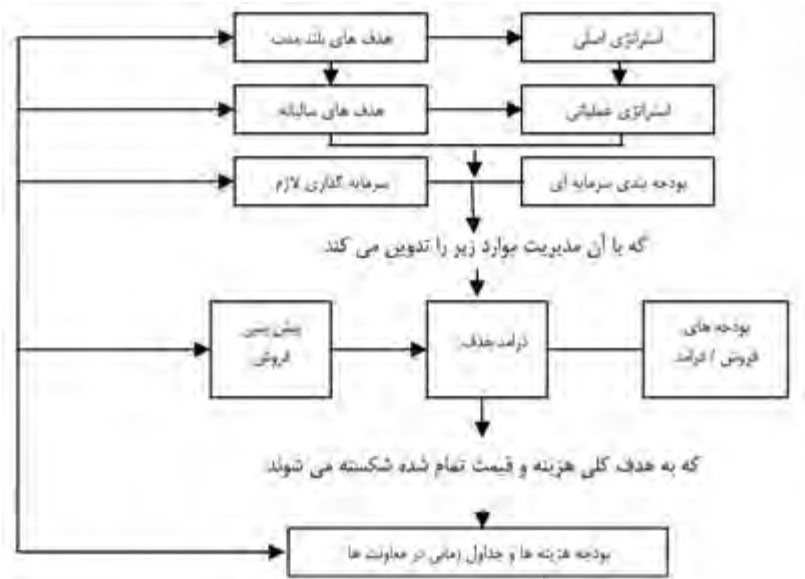 هدف های بلند مدت
استراتژی اصلی
هدف های سالیانه
استراتژی عملیاتی
سرمایه گذاری لازم
بودجه بندی سرمایه ای
که با آن مدیریت موارد زیر را تدوین می کند
پیش بینی
فروش
درآمد هدف
بودجه های
فروش / درآمد
که به هدف کلی هزینه و قیمت تمام شده شکسته می شوند
بودجه هزینه ها و جداول زمانی در معاونت ها